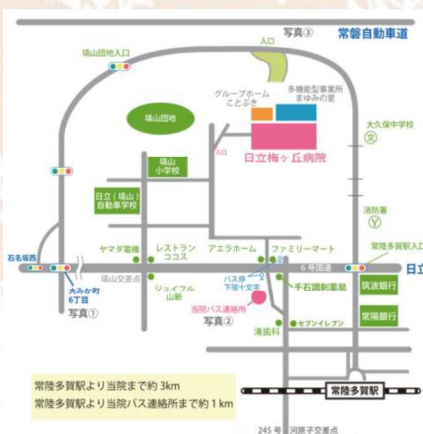 写真③
常磐自動車道
塙山団地入口
入口
グループホーム
ことぶき
多機能型事業所
まゆみの里
塙山団地
大久保中学校
文
日立梅ヶ丘病院
入口
塙山
小学校
日立(塙山)
自動車学校
消防署
Y
石名坂西
ヤマダ電機
レストラン
ココス
アエラホーム
ファミリーマート
常陸多賀駅入口
6号国道
日立
大みか町
6丁目
塙山交差点
バス停
下宿十文字
写真①
ジョイフル
山新
千石調剤薬局
筑波銀行
当院バス連絡所
写真②
滝歯科
セブンイレブン
常陽銀行
常陸多賀駅より当院まで約3km
常陸多賀駅より当院バス連絡所まで約1km
常陸多賀駅
245号
河原子交差点